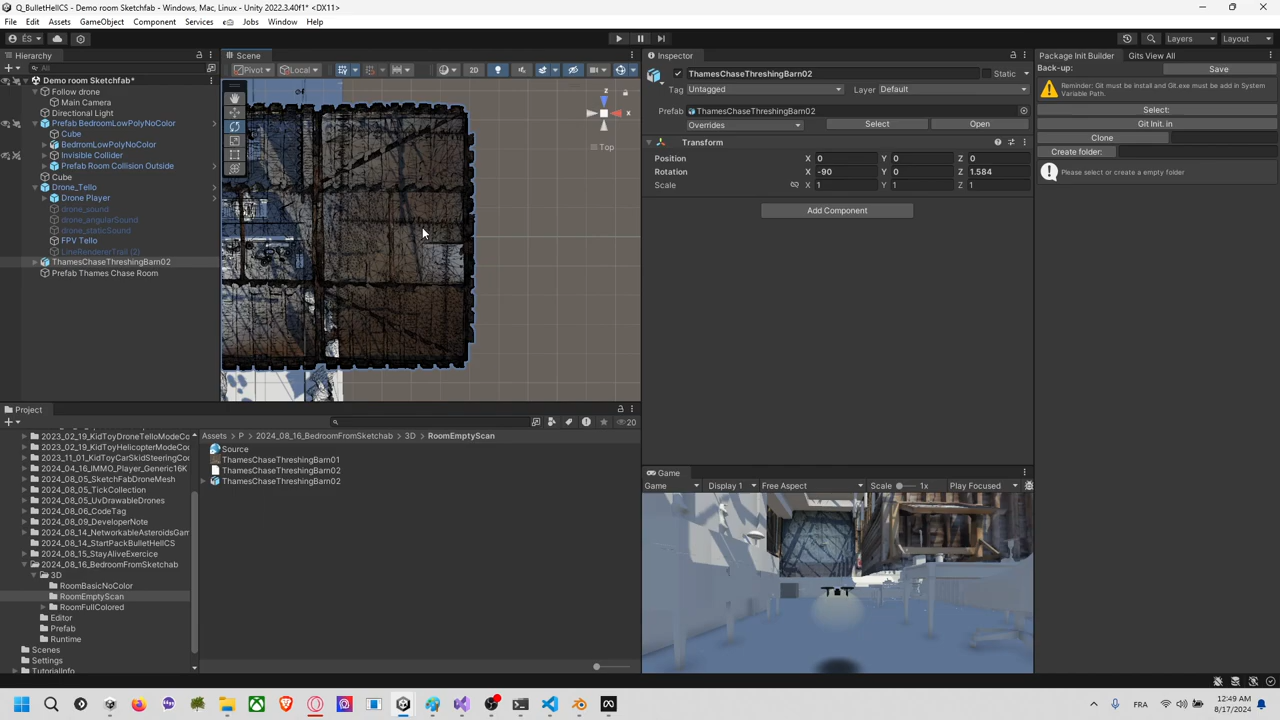 Q_BulletHellCS - Demo room Sketchfab - Windows, Mac, Linux - Unity 2022.3.40f1* <DX11>
File Edit Assets GameObject Component Services Jobs Window Help
ÉS Layers Layout
Hierarchy
All
Demo room Sketchfab*
Follow drone
Main Camera
Directional Light
Prefab BedroomLowPolyNoColor
Cube
BedrromLowPolyNoColor
Invisible Collider
Prefab Room Collision Outside
Cube
Drone_Tello
Drone Player
drone_sound
drone_angularSound
drone_staticSound
FPV Tello
LineRendererTrail (2)
ThamesChaseThreshingBarn02
Prefab Thames Chase Room
Scene
Pivot Local 2D
z
x
Top
Inspector
ThamesChaseThreshingBarn02 Static
Tag Untagged Layer Default
Prefab ThamesChaseThreshingBarn02
Overrides Select Open
Transform
Position X 0 Y 0 Z 0
Rotation X -90 Y 0 Z 1.584
Scale X 1 Y 1 Z 1
Add Component
Package Init Builder Gits View All
Back-up: Save
Reminder: Git must be install and Git.exe must be add in System
Variable Path.
Select:
Git Init. in
Clone
Create folder:
Please select or create a empty folder
Project
20
2023_02_19_KidToyDroneTelloModeCo
2023_02_19_KidToyHelicopterModeCo
2023_11_01_KidToyCarSkidSteeringCo
2024_04_16_IMMO_Player_Generic16K
2024_08_05_SketchFabDroneMesh
2024_08_05_TickCollection
2024_08_05_UvDrawableDrones
2024_08_06_CodeTag
2024_08_09_DeveloperNote
2024_08_14_NetworkableAsteroidsGam
2024_08_14_StartPackBulletHellCS
2024_08_15_StayAliveExercice
2024_08_16_BedroomFromSketchab
3D
RoomBasicNoColor
RoomEmptyScan
RoomFullColored
Editor
Prefab
Runtime
Scenes
Settings
TutorialInfo
Assets > P > 2024_08_16_BedroomFromSketchab > 3D > RoomEmptyScan
Source
ThamesChaseThreshingBarn01
ThamesChaseThreshingBarn02
ThamesChaseThreshingBarn02
Game
Game Display 1 Free Aspect Scale 1x Play Focused
FRA
12:49 AM
8/17/2024